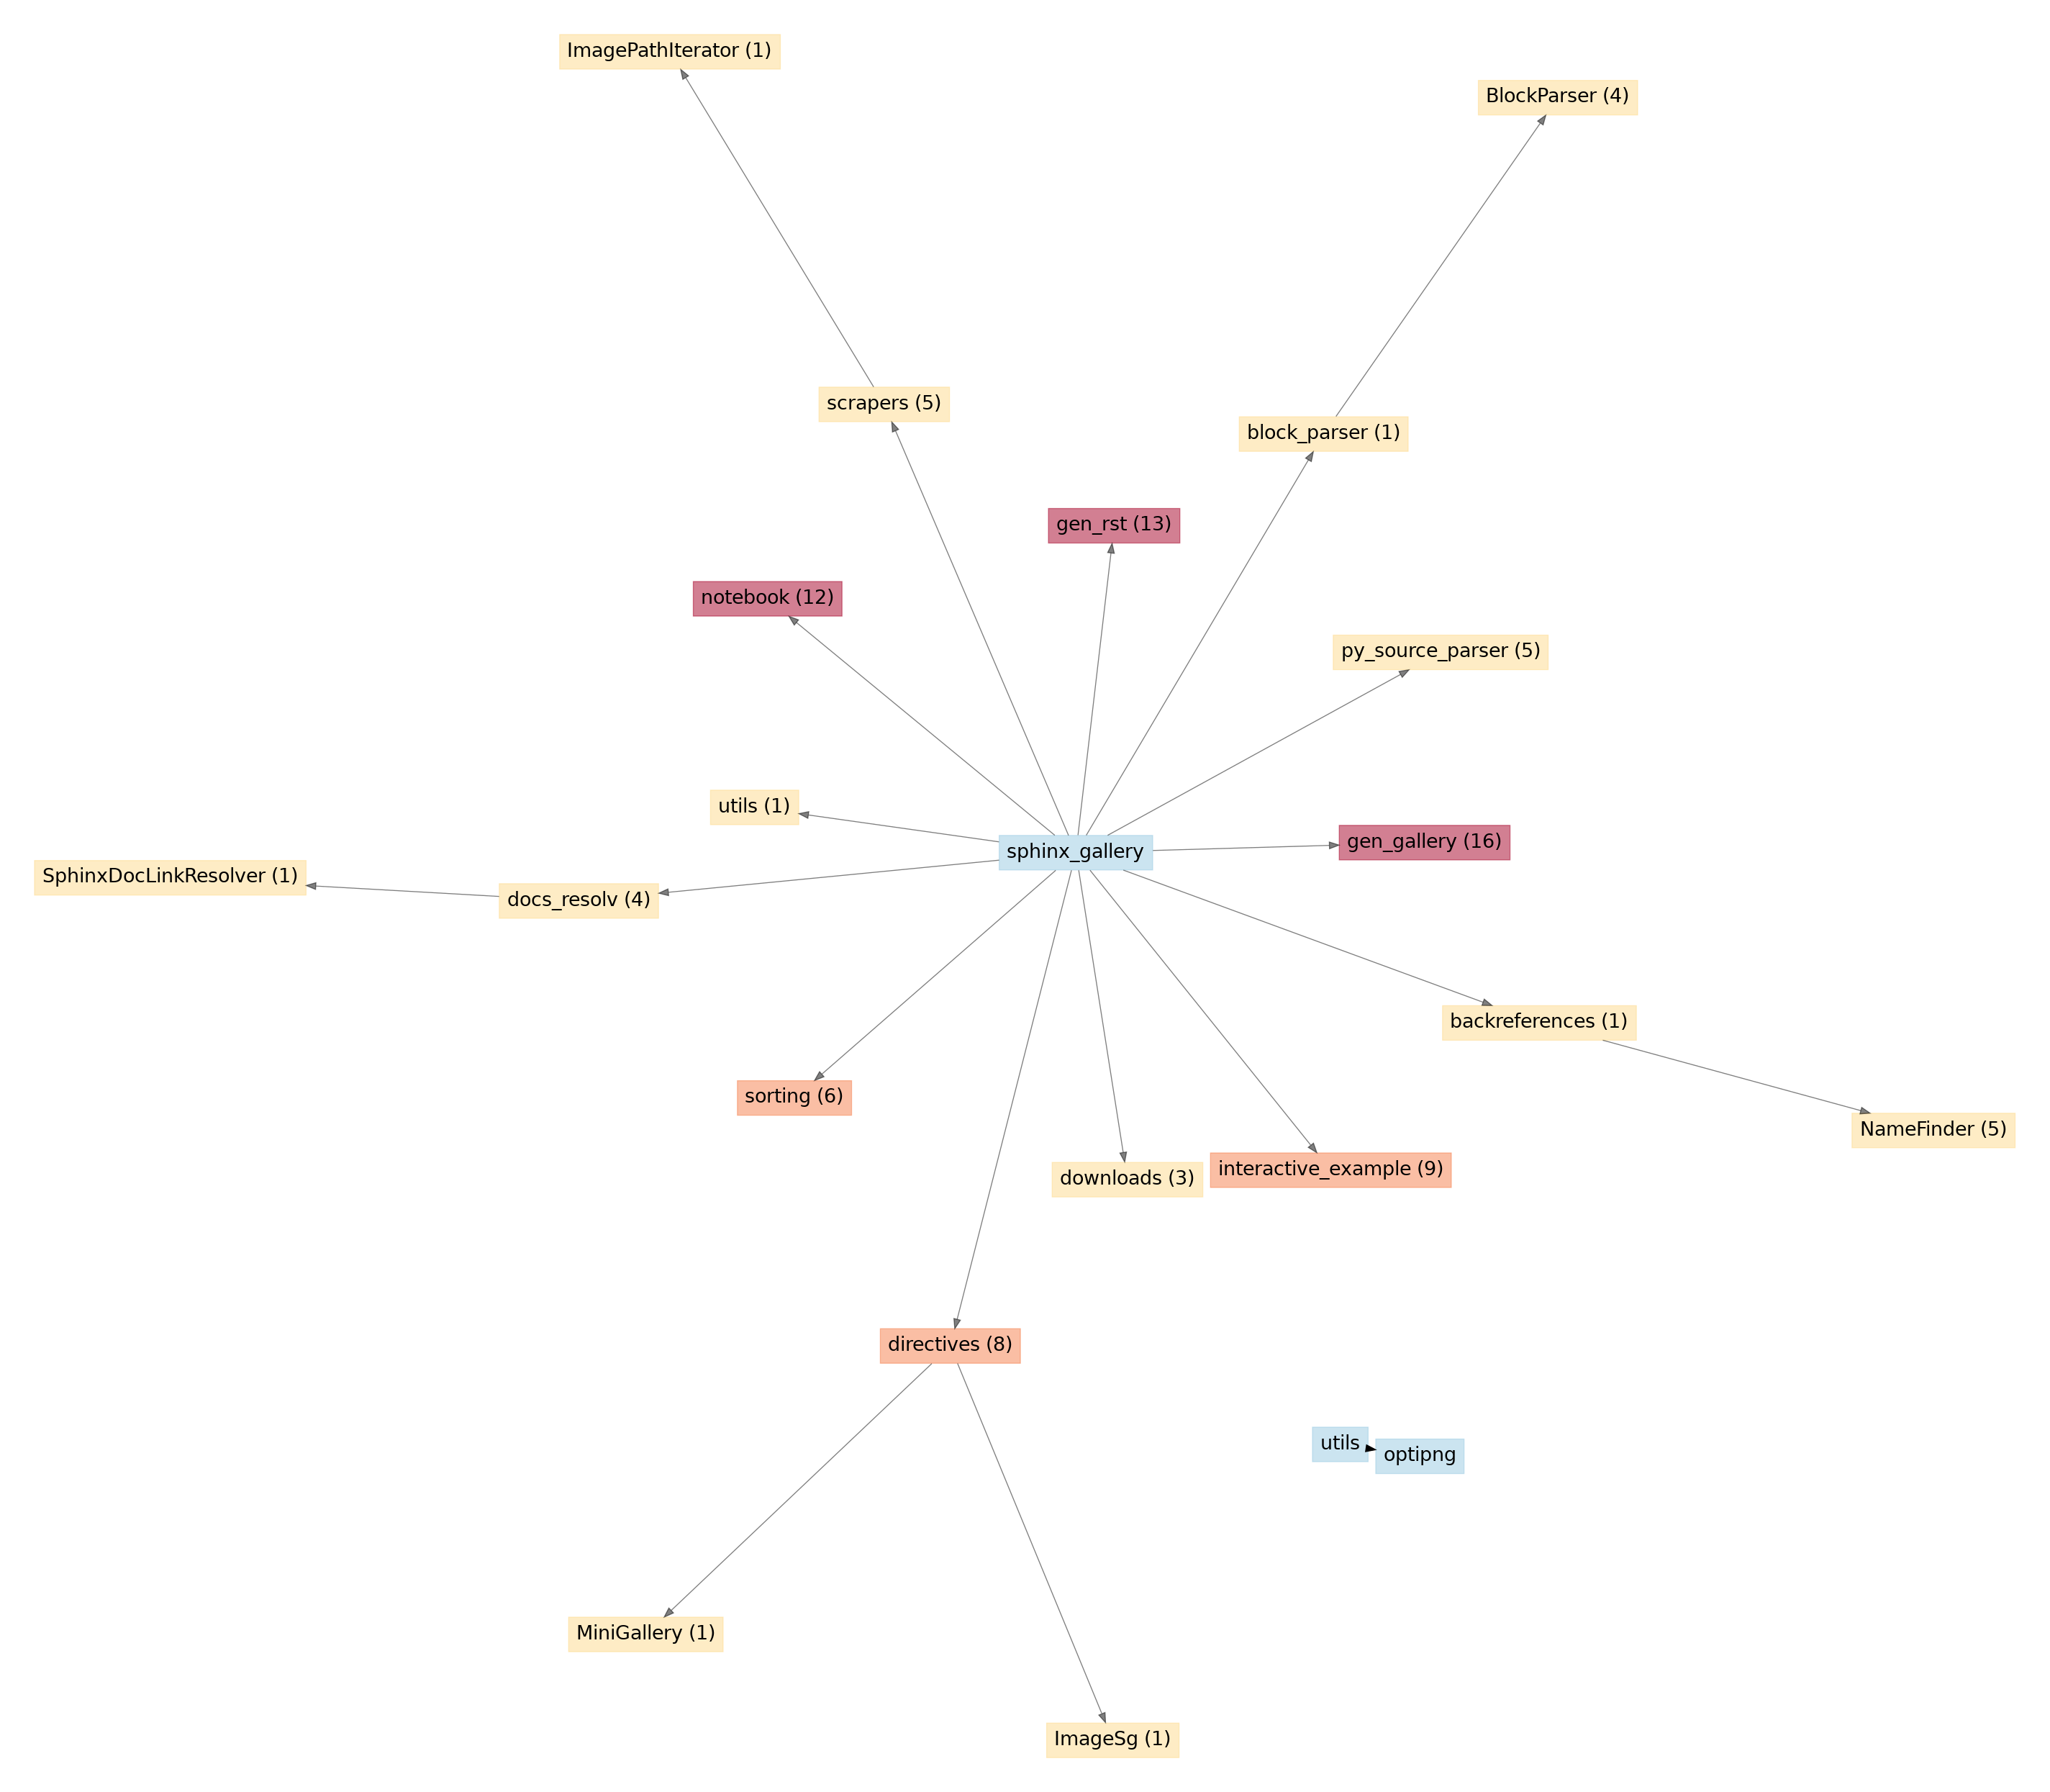 ImagePathIterator (1)
BlockParser (4)
scrapers (5)
block_parser (1)
gen_rst (13)
notebook (12)
py_source_parser (5)
utils (1)
gen_gallery (16)
sphinx_gallery
SphinxDocLinkResolver (1)
docs_resolv (4)
backreferences (1)
sorting (6)
NameFinder (5)
interactive_example (9)
downloads (3)
directives (8)
utils
optipng
MiniGallery (1)
ImageSg (1)